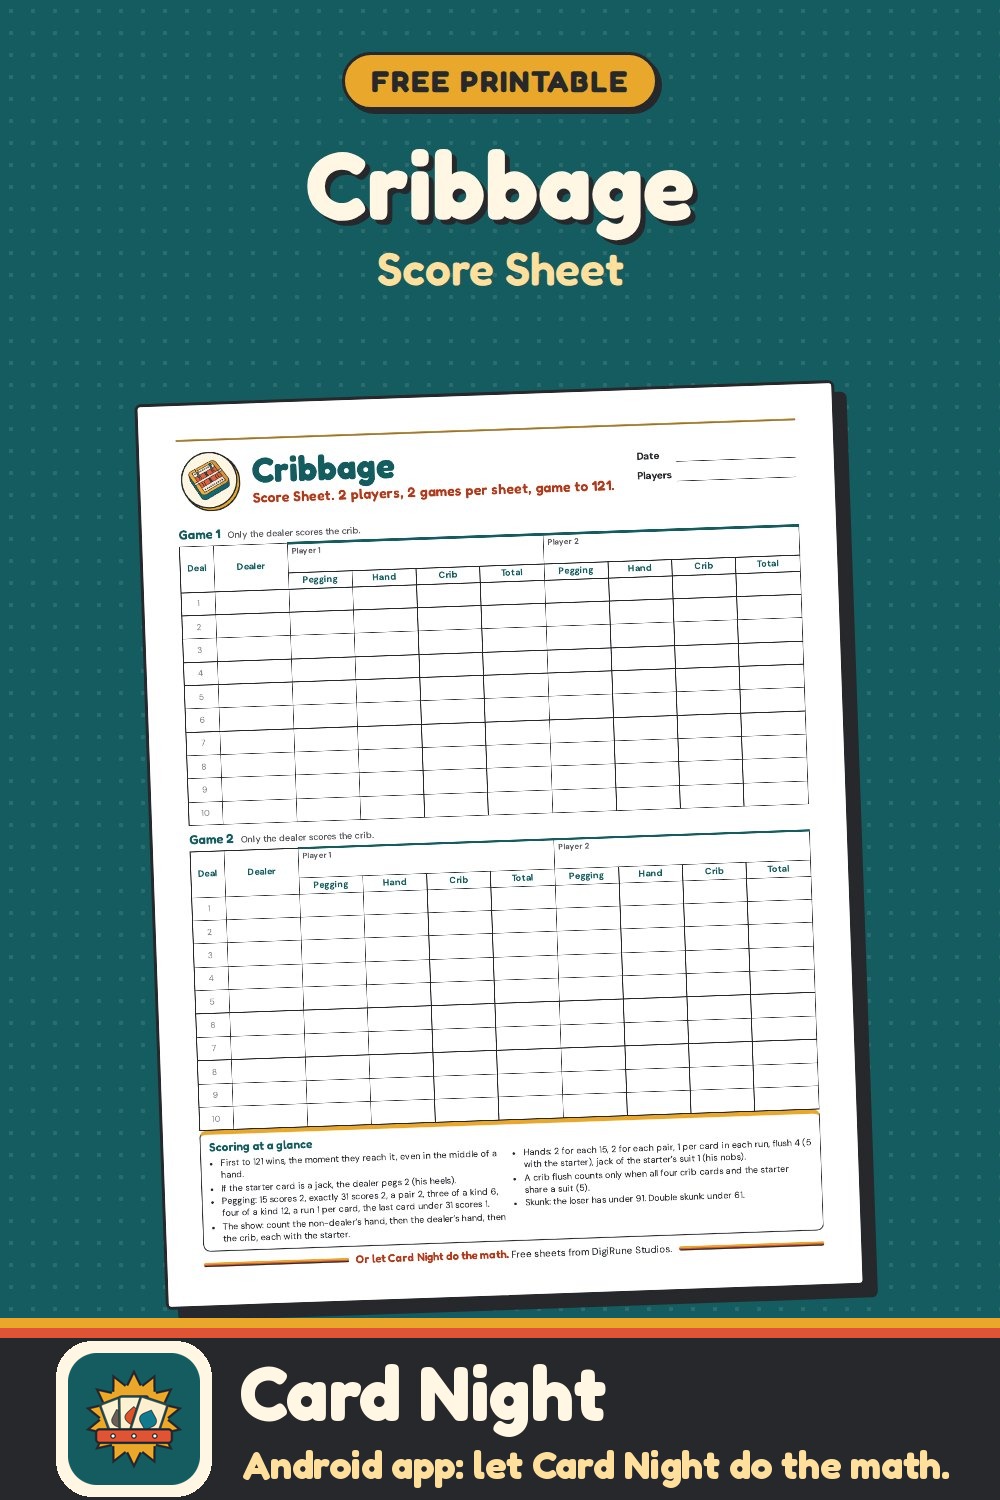 FREE PRINTABLE
Cribbage
Score Sheet
Cribbage
Score Sheet. 2 players, 2 games per sheet, game to 121.
Date
Players
Game 1 Only the dealer scores the crib.
Deal Dealer Player 1 Player 2
Pegging Hand Crib Total Pegging Hand Crib Total
1
2
3
4
5
6
7
8
9
10
Game 2 Only the dealer scores the crib.
Deal Dealer Player 1 Player 2
Pegging Hand Crib Total Pegging Hand Crib Total
1
2
3
4
5
6
7
8
9
10
Scoring at a glance
• First to 121 wins, the moment they reach it, even in the middle of a
hand.
• If the starter card is a jack, the dealer pegs 2 (his heels).
• Pegging: 15 scores 2, exactly 31 scores 2, a pair 2, three of a kind 6,
four of a kind 12, a run 1 per card, the last card under 31 scores 1.
• The show: count the non-dealer's hand, then the dealer's hand, then
the crib, each with the starter.
• Hands: 2 for each 15, 2 for each pair, 1 per card in each run, flush 4 (5
with the starter), jack of the starter's suit 1 (his nobs).
• A crib flush counts only when all four crib cards and the starter
share a suit (5).
• Skunk: the loser has under 91. Double skunk: under 61.
Or let Card Night do the math. Free sheets from DigiRune Studios.
Card Night
Android app: let Card Night do the math.